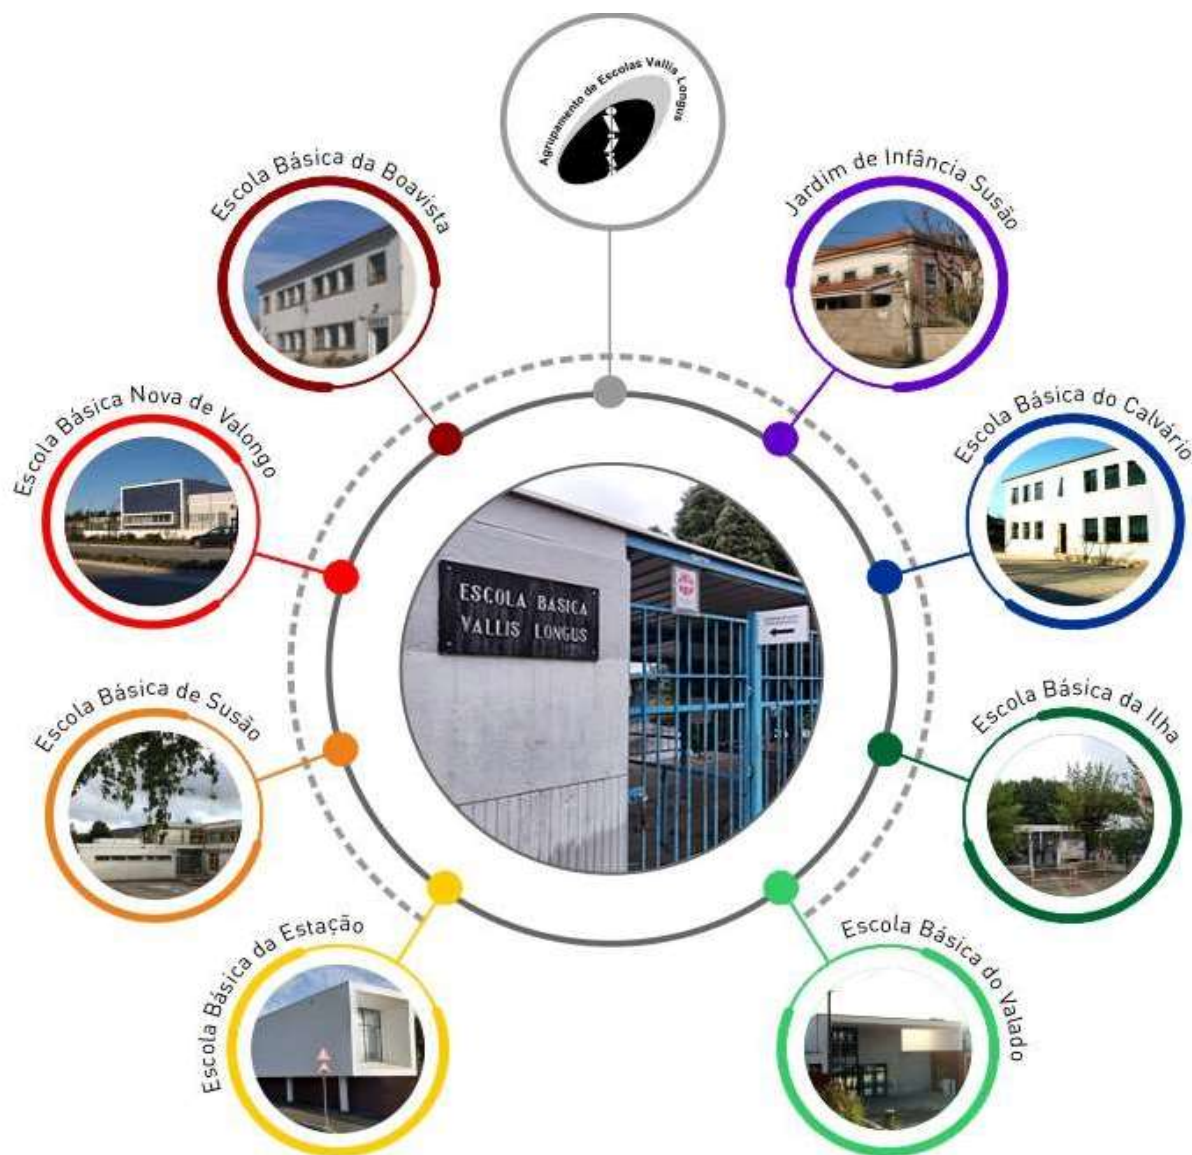 Agrupamento de Escolas Vallis Longus
Escola Básica da Boavista
Jardim de Infância Susão
Escola Básica Nova de Valongo
Escola Básica do Calvário
ESCOLA BÁSICA
VALLIS LONGUS
Escola Básica de Susão
Escola Básica da Ilha
Escola Básica da Estação
Escola Básica do Valado